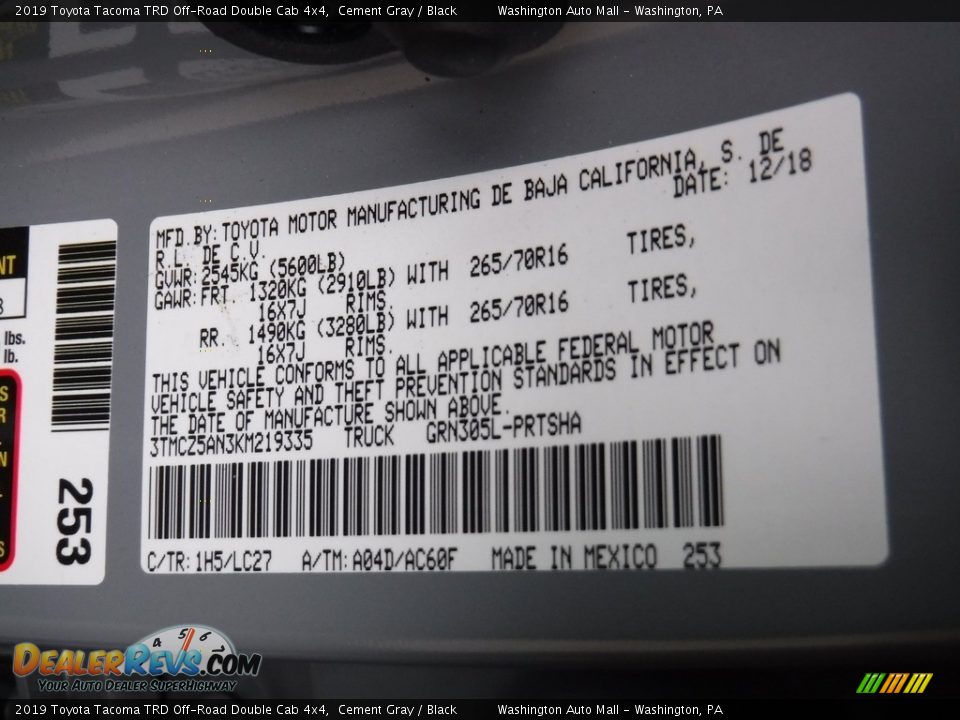 2019 Toyota Tacoma TRD Off-Road Double Cab 4x4, Cement Gray / Black Washington Auto Mall - Washington, PA
MFD.BY:TOYOTA MOTOR MANUFACTURING DE BAJA CALIFORNIA, S. DE
R.L. DE C.V. DATE: 12/18
GVWR:2545KG (5600LB)
GAWR:FRT 1320KG (2910LB) WITH 265/70R16 TIRES,
16X7J RIMS.
RR. 1490KG (3280LB) WITH 265/70R16 TIRES,
16X7J RIMS.
THIS VEHICLE CONFORMS TO ALL APPLICABLE FEDERAL MOTOR
VEHICLE SAFETY AND THEFT PREVENTION STANDARDS IN EFFECT ON
THE DATE OF MANUFACTURE SHOWN ABOVE.
3TMCZ5AN3KM219335 TRUCK GRN305L-PRTSHA
C/TR:1H5/LC27 A/TM:A04D/AC60F MADE IN MEXICO 253
NT
lbs.
lb.
253
4 5 6
DEALERREVS.COM
YOUR AUTO DEALER SUPERHIGHWAY
2019 Toyota Tacoma TRD Off-Road Double Cab 4x4, Cement Gray / Black Washington Auto Mall - Washington, PA